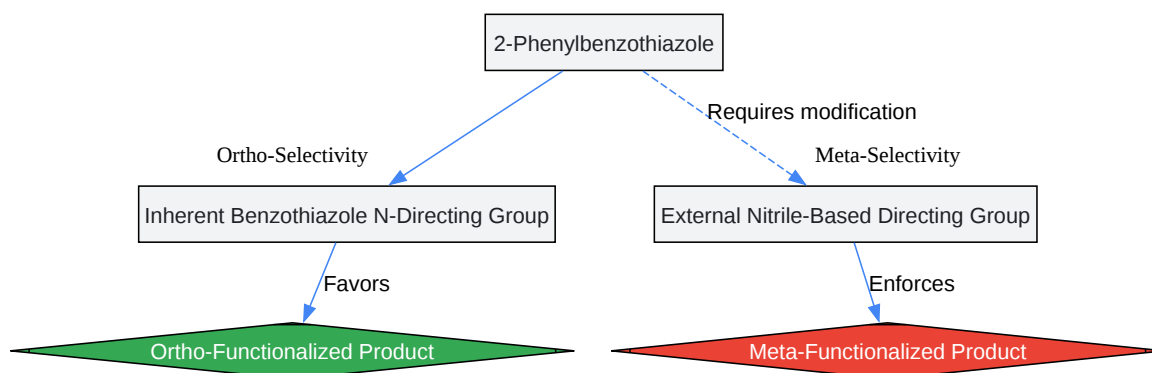 2-Phenylbenzothiazole
Requires modification
Ortho-Selectivity
Meta-Selectivity
Inherent Benzothiazole N-Directing Group
External Nitrile-Based Directing Group
Favors
Enforces
Ortho-Functionalized Product
Meta-Functionalized Product